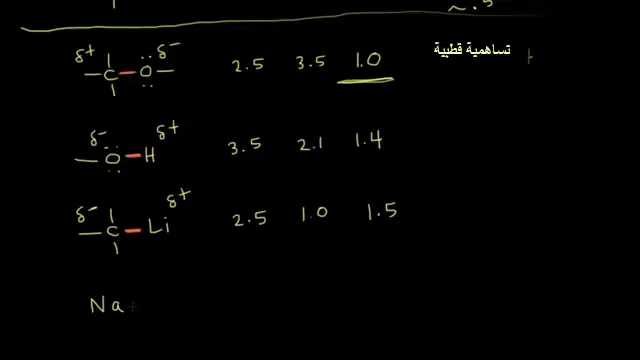 ~.5
δ+ δ-
— C — O — 2.5 3.5 1.0 تساهمية قطبية
δ- δ+
— O — H 3.5 2.1 1.4
δ- δ+
— C — Li 2.5 1.0 1.5
Na